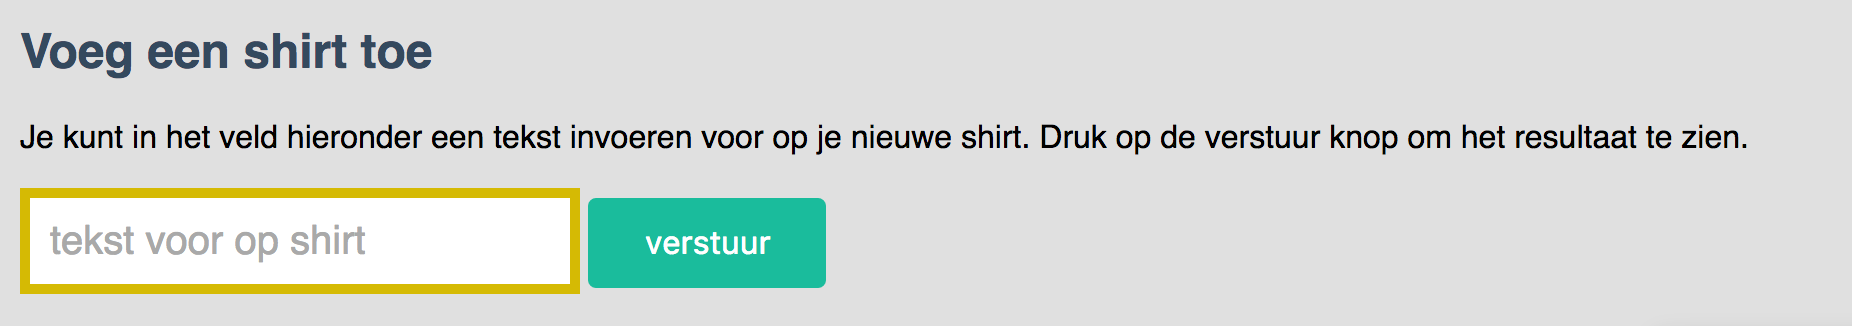 Voeg een shirt toe
Je kunt in het veld hieronder een tekst invoeren voor op je nieuwe shirt. Druk op de verstuur knop om het resultaat te zien.
tekst voor op shirt
verstuur